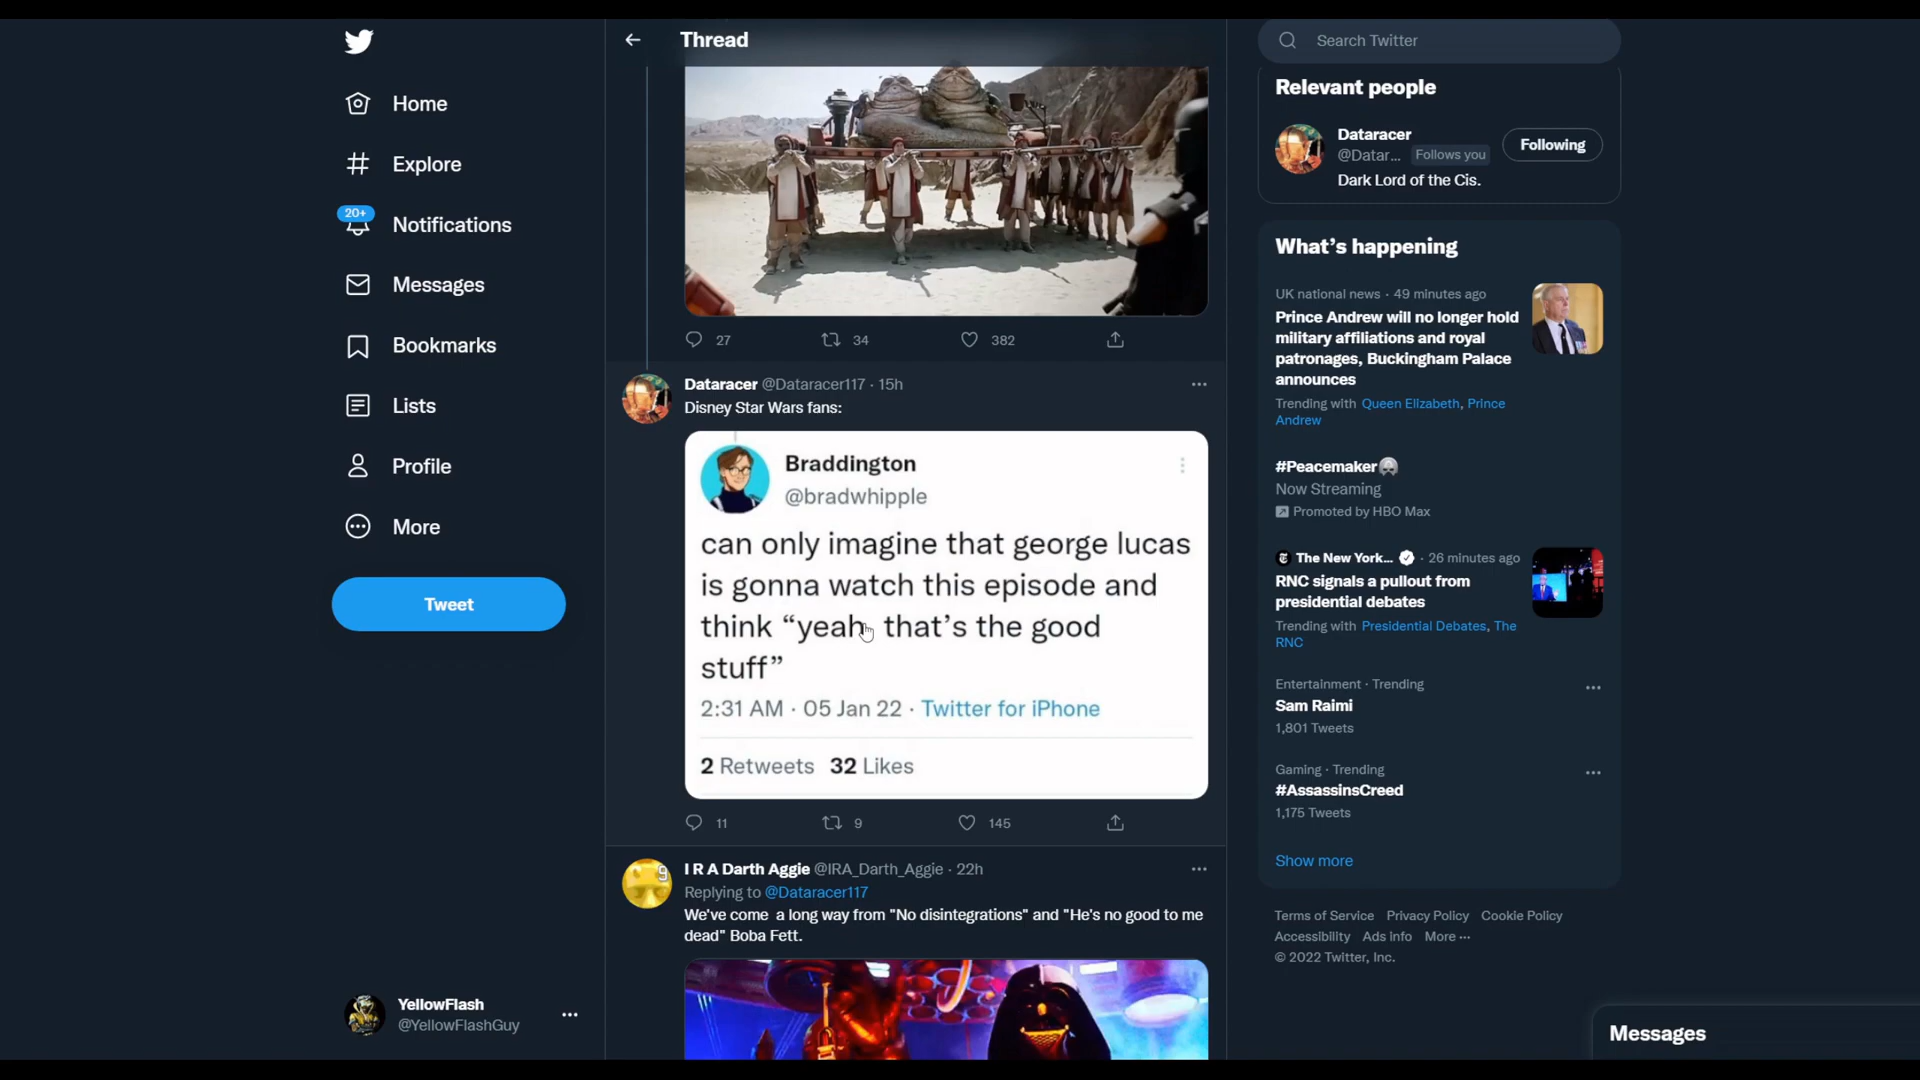 Home
Explore
20+
Notifications
Messages
Bookmarks
Lists
Profile
More
Tweet
YellowFlash
@YellowFlashGuy
Thread
27 34 382
Dataracer @Dataracer117 · 15h
Disney Star Wars fans:
Braddington
@bradwhipple
can only imagine that george lucas
is gonna watch this episode and
think “yeah, that’s the good
stuff”
2:31 AM · 05 Jan 22 · Twitter for iPhone
2 Retweets 32 Likes
11 9 145
I R A Darth Aggie @IRA_Darth_Aggie · 22h
Replying to @Dataracer117
We've come a long way from "No disintegrations" and "He's no good to me
dead" Boba Fett.
Search Twitter
Relevant people
Dataracer
@Datar... Follows you
Following
Dark Lord of the Cis.
What’s happening
UK national news · 49 minutes ago
Prince Andrew will no longer hold
military affiliations and royal
patronages, Buckingham Palace
announces
Trending with Queen Elizabeth, Prince
Andrew
#Peacemaker
Now Streaming
Promoted by HBO Max
The New York... · 26 minutes ago
RNC signals a pullout from
presidential debates
Trending with Presidential Debates, The
RNC
Entertainment · Trending
Sam Raimi
1,801 Tweets
Gaming · Trending
#AssassinsCreed
1,175 Tweets
Show more
Terms of Service Privacy Policy Cookie Policy
Accessibility Ads info More ···
© 2022 Twitter, Inc.
Messages